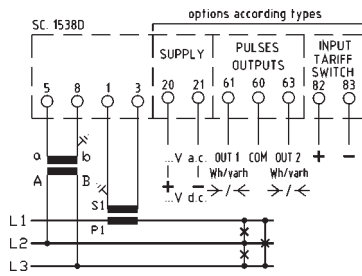 options according types
SC. 1538D
SUPPLY
PULSES OUTPUTS
INPUT TARIFF SWITCH
5 8 1 3 20 21 61 60 63 82 83
a b
...V a.c. OUT 1 COM OUT 2 + −
A B
+ − Wh/varh Wh/varh
...V d.c.
S1
L1 P1
L2
L3